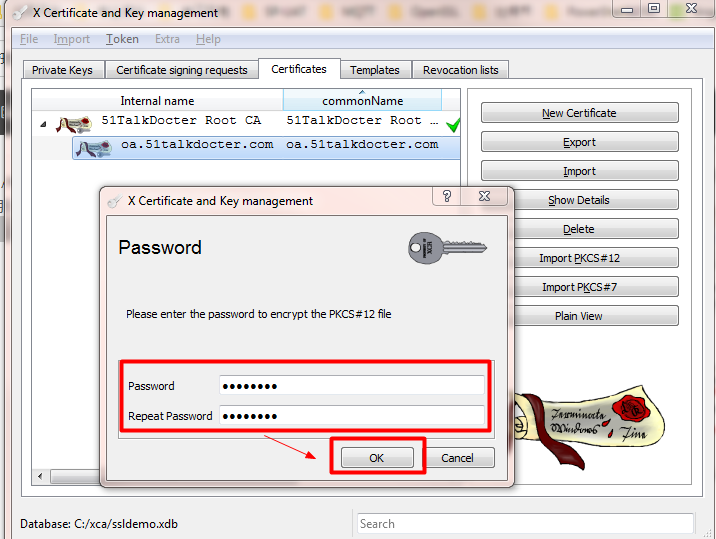 X Certificate and Key management
File Import Token Extra Help
Private Keys Certificate signing requests Certificates Templates Revocation lists
Internal name commonName
51TalkDocter Root CA 51TalkDocter Root ...
oa.51talkdocter.com oa.51talkdocter.com
New Certificate
Export
Import
Show Details
Delete
Import PKCS#12
Import PKCS#7
Plain View
X Certificate and Key management
Password
Please enter the password to encrypt the PKCS#12 file
Password ●●●●●●●●
Repeat Password ●●●●●●●●
OK Cancel
Terminate
Windows
Fine
Database: C:/xca/ssldemo.xdb Search